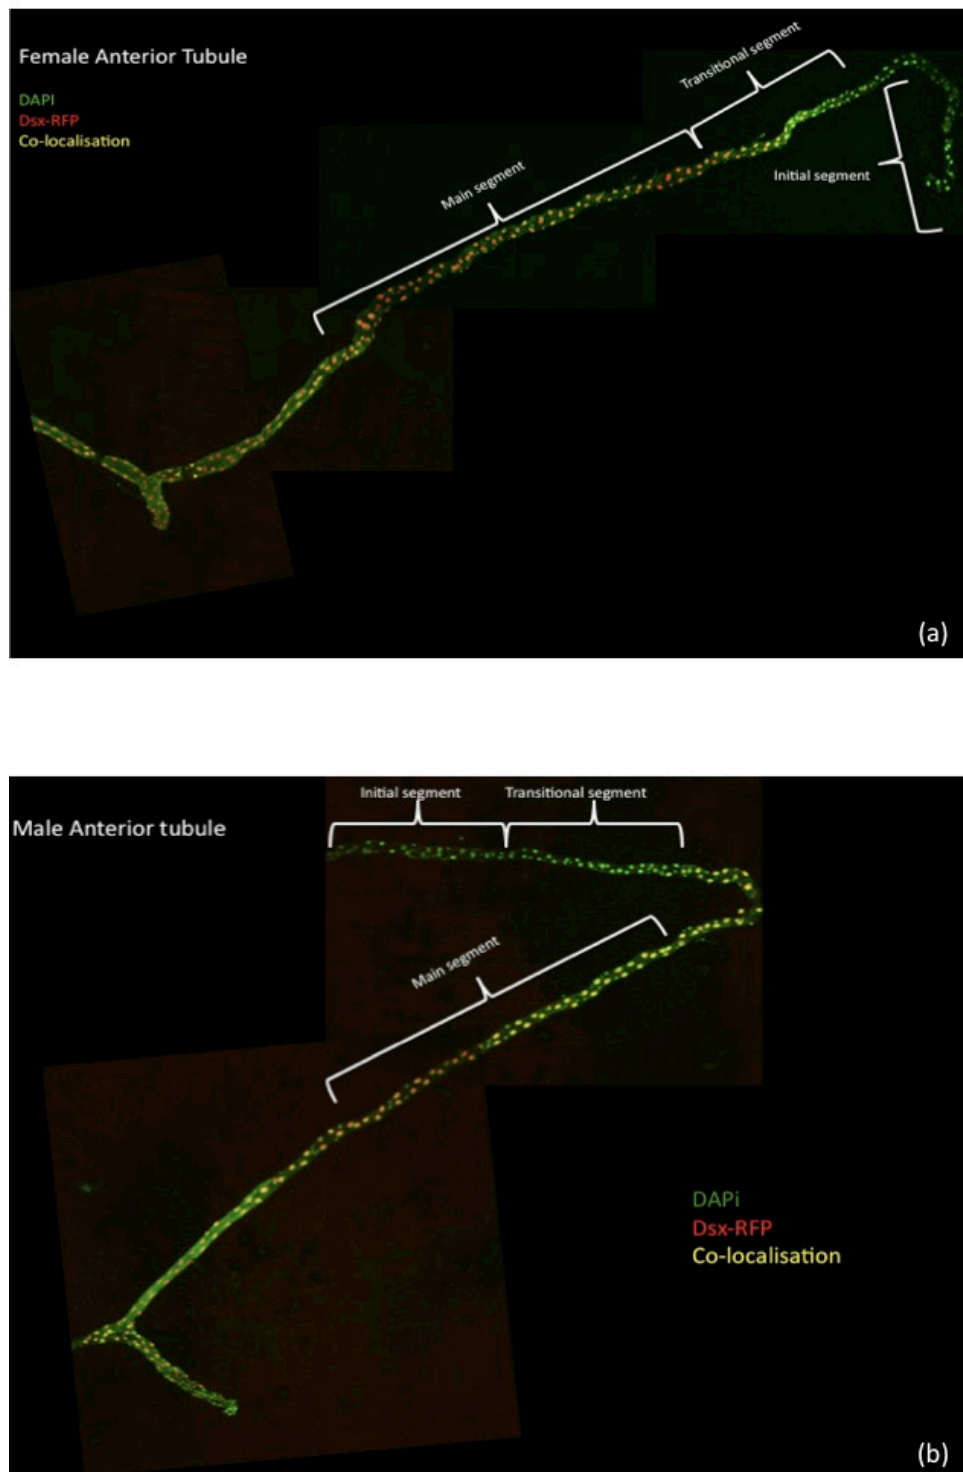 Female Anterior Tubule
DAPI
Dsx-RFP
Co-localisation
Main segment
Transitional segment
Initial segment
(a)
Initial segment
Transitional segment
Male Anterior tubule
Main segment
DAPi
Dsx-RFP
Co-localisation
(b)